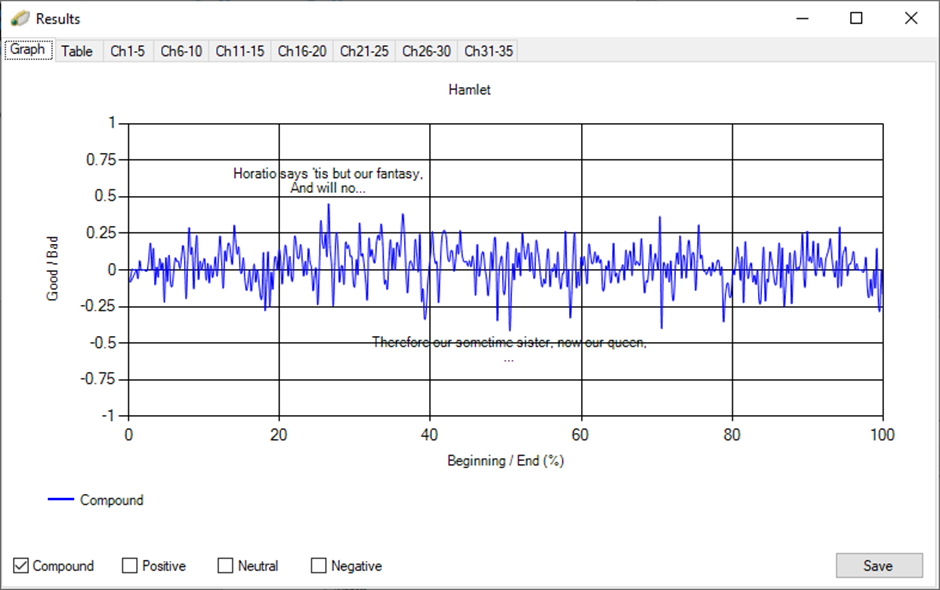 Results
Graph Table Ch1-5 Ch6-10 Ch11-15 Ch16-20 Ch21-25 Ch26-30 Ch31-35
Hamlet
1
0.75
Horatio says 'tis but our fantasy,
And will no...
0.5
0.25
0
-0.25
Therefore our sometime sister, now our queen,
...
-0.5
-0.75
-1
Good / Bad
0 20 40 60 80 100
Beginning / End (%)
Compound
Compound Positive Neutral Negative Save